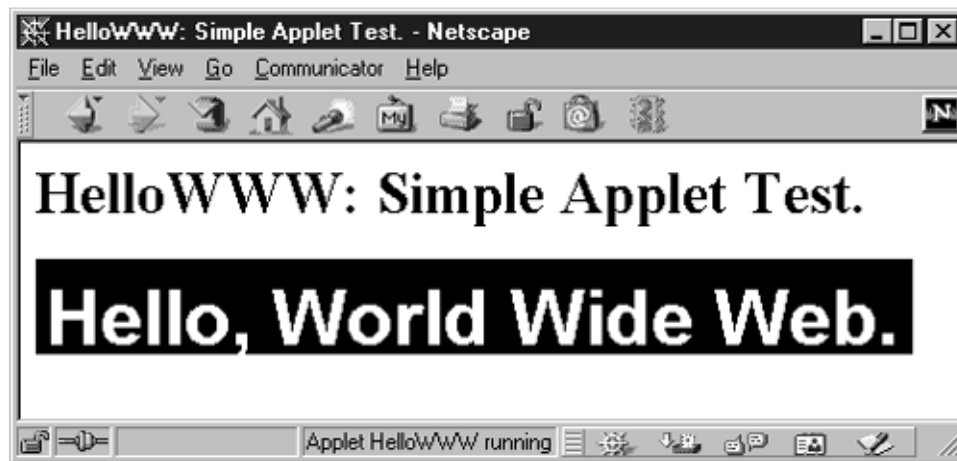 HelloWWW: Simple Applet Test. - Netscape
File Edit View Go Communicator Help
My
N
HelloWWW: Simple Applet Test.
Hello, World Wide Web.
Applet HelloWWW running